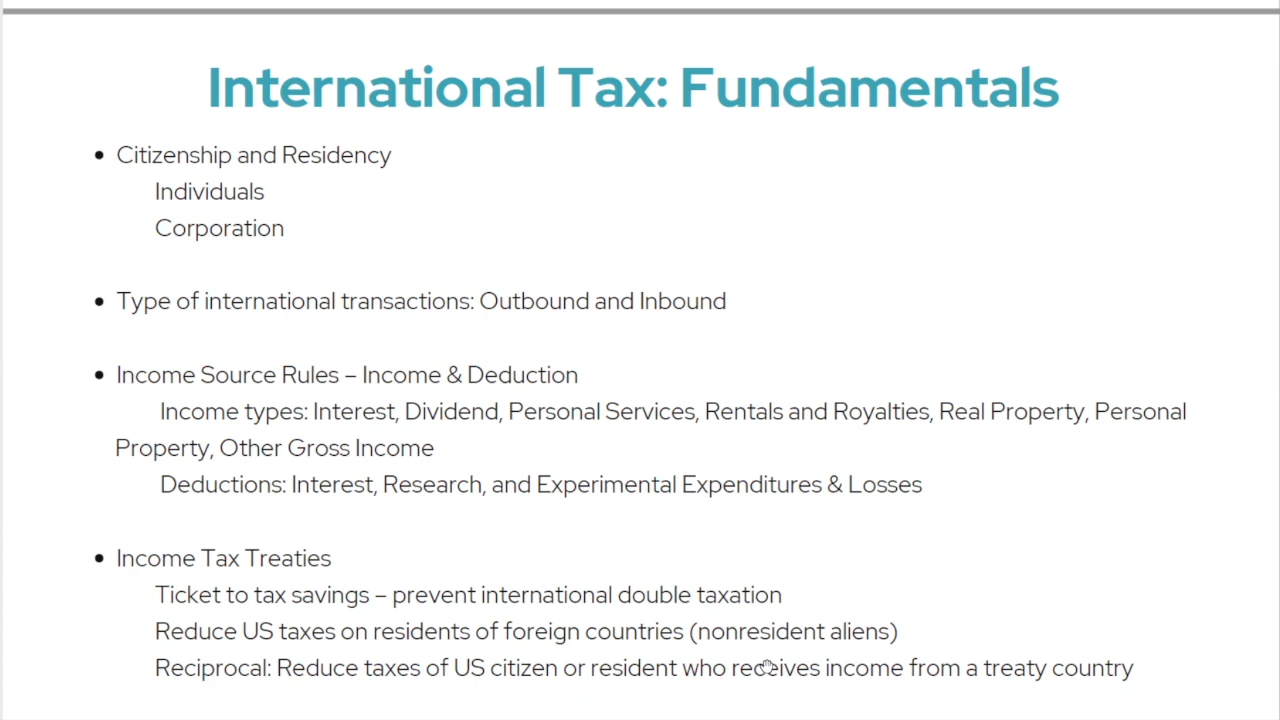 International Tax: Fundamentals
• Citizenship and Residency
Individuals
Corporation
• Type of international transactions: Outbound and Inbound
• Income Source Rules – Income & Deduction
Income types: Interest, Dividend, Personal Services, Rentals and Royalties, Real Property, Personal
Property, Other Gross Income
Deductions: Interest, Research, and Experimental Expenditures & Losses
• Income Tax Treaties
Ticket to tax savings – prevent international double taxation
Reduce US taxes on residents of foreign countries (nonresident aliens)
Reciprocal: Reduce taxes of US citizen or resident who receives income from a treaty country